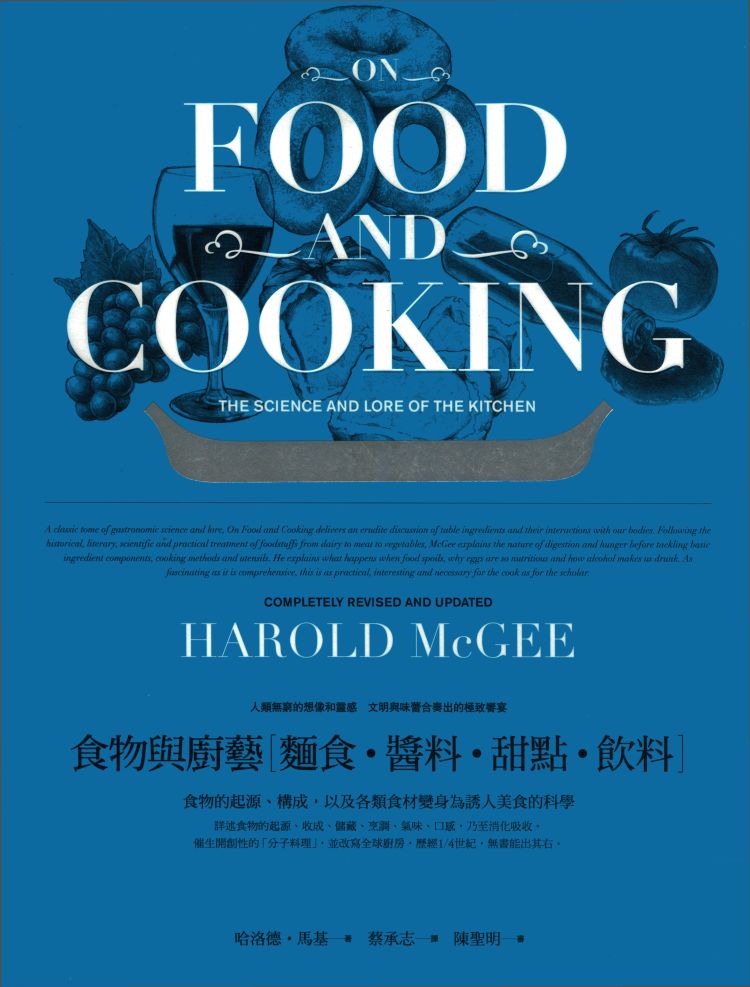 ON
FOOD
AND
COOKING
THE SCIENCE AND LORE OF THE KITCHEN
A classic tome of gastronomic science and lore, On Food and Cooking delivers an erudite discussion of table ingredients and their interactions with our bodies. Following the
historical, literary, scientific and practical treatment of foodstuffs from dairy to meat to vegetables, McGee explains the nature of digestion and hunger before tackling basic
ingredient components, cooking methods and utensils. He explains what happens when food spoils, why eggs are so nutritious and how alcohol makes us drunk. As
fascinating as it is comprehensive, this is as practical, interesting and necessary for the cook as for the scholar.
COMPLETELY REVISED AND UPDATED
HAROLD McGEE
人類無窮的想像和靈感 文明與味蕾合奏出的極致饗宴
食物與廚藝[麵食・醬料・甜點・飲料]
食物的起源、構成，以及各類食材變身為誘人美食的科學
詳述食物的起源、收成、儲藏、烹調、氣味、口感，乃至消化吸收。
催生開創性的「分子料理」，並改寫全球廚房，歷經1/4世紀，無書能出其右。
哈洛德・馬基—著 蔡承志—譯 陳聖明—審